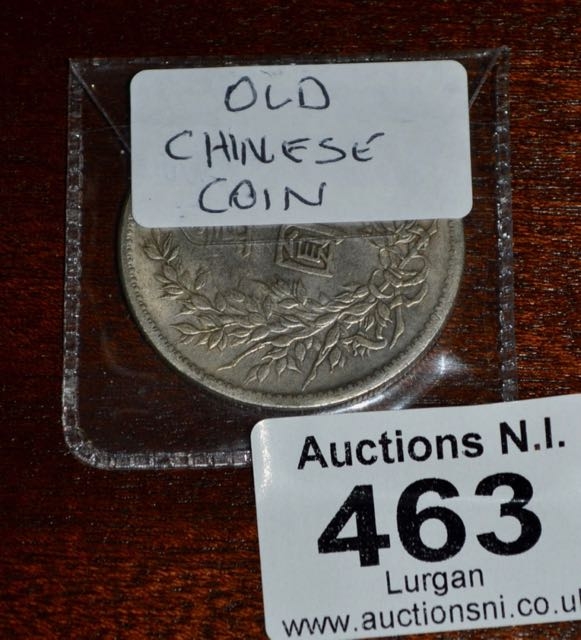 OLD
CHINESE
COIN
Auctions N.I.
463
Lurgan
www.auctionsni.co.u